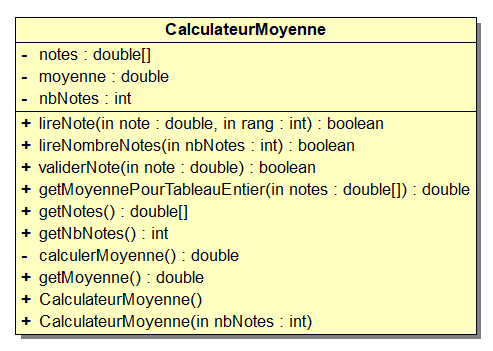 CalculateurMoyenne
- notes : double[]
- moyenne : double
- nbNotes : int
+ lireNote(in note : double, in rang : int) : boolean
+ lireNombreNotes(in nbNotes : int) : boolean
+ validerNote(in note : double) : boolean
+ getMoyennePourTableauEntier(in notes : double[]) : double
+ getNotes() : double[]
+ getNbNotes() : int
- calculerMoyenne() : double
+ getMoyenne() : double
+ CalculateurMoyenne()
+ CalculateurMoyenne(in nbNotes : int)